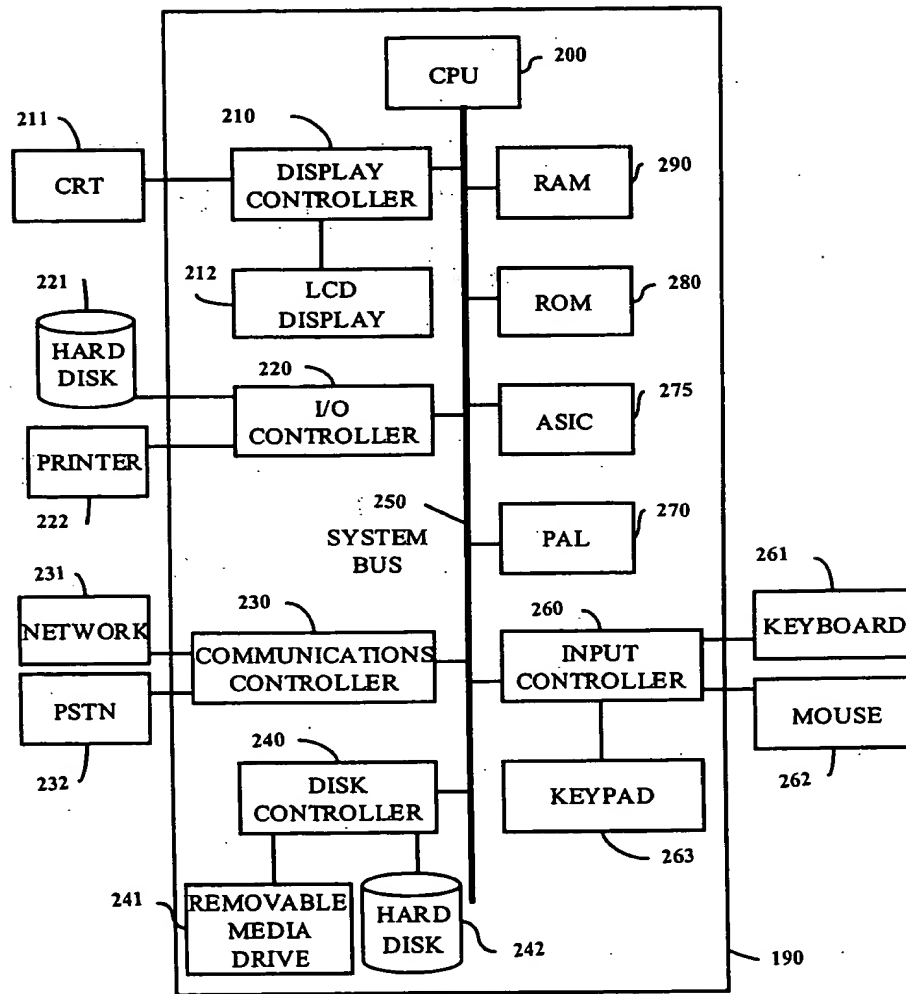 200
CPU
211
210
CRT
DISPLAY
CONTROLLER
RAM
290
212
LCD
DISPLAY
ROM
280
221
HARD
DISK
220
I/O
CONTROLLER
ASIC
275
PRINTER
222
250
SYSTEM
BUS
PAL
270
231
NETWORK
230
COMMUNICATIONS
CONTROLLER
260
INPUT
CONTROLLER
261
KEYBOARD
PSTN
232
MOUSE
262
240
DISK
CONTROLLER
KEYPAD
263
241
REMOVABLE
MEDIA
DRIVE
HARD
DISK
242
190